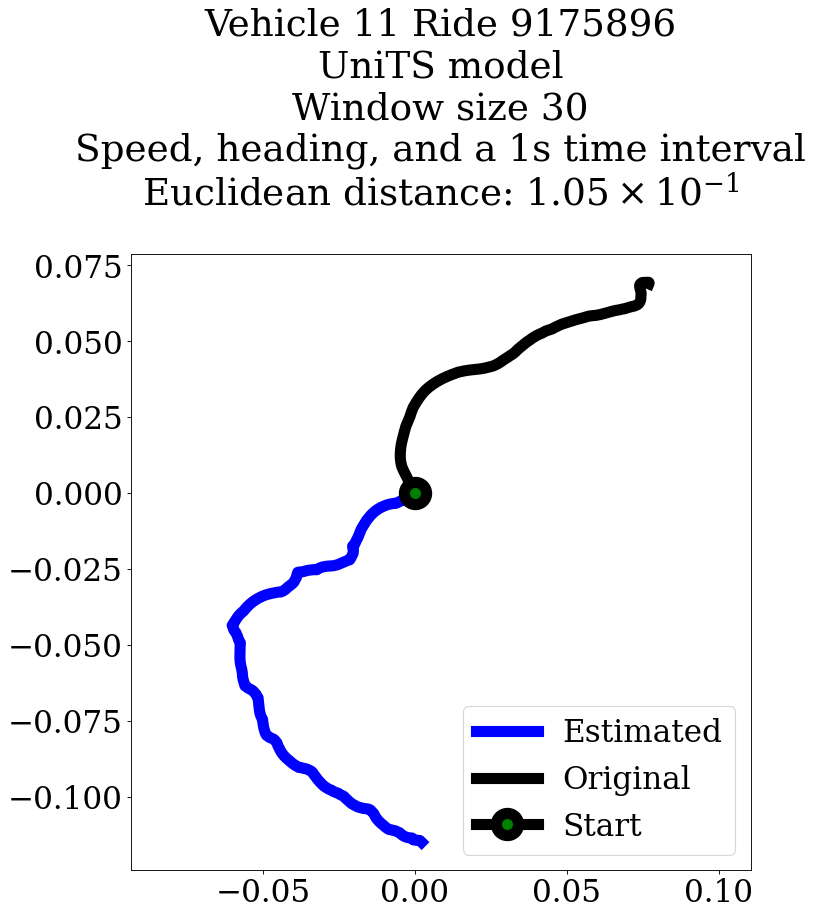 Vehicle 11 Ride 9175896
UniTS model
Window size 30
Speed, heading, and a 1s time interval
Euclidean distance: 1.05 × 10⁻¹
0.075
0.050
0.025
0.000
−0.025
−0.050
−0.075
−0.100
Estimated
Original
Start
−0.05 0.00 0.05 0.10